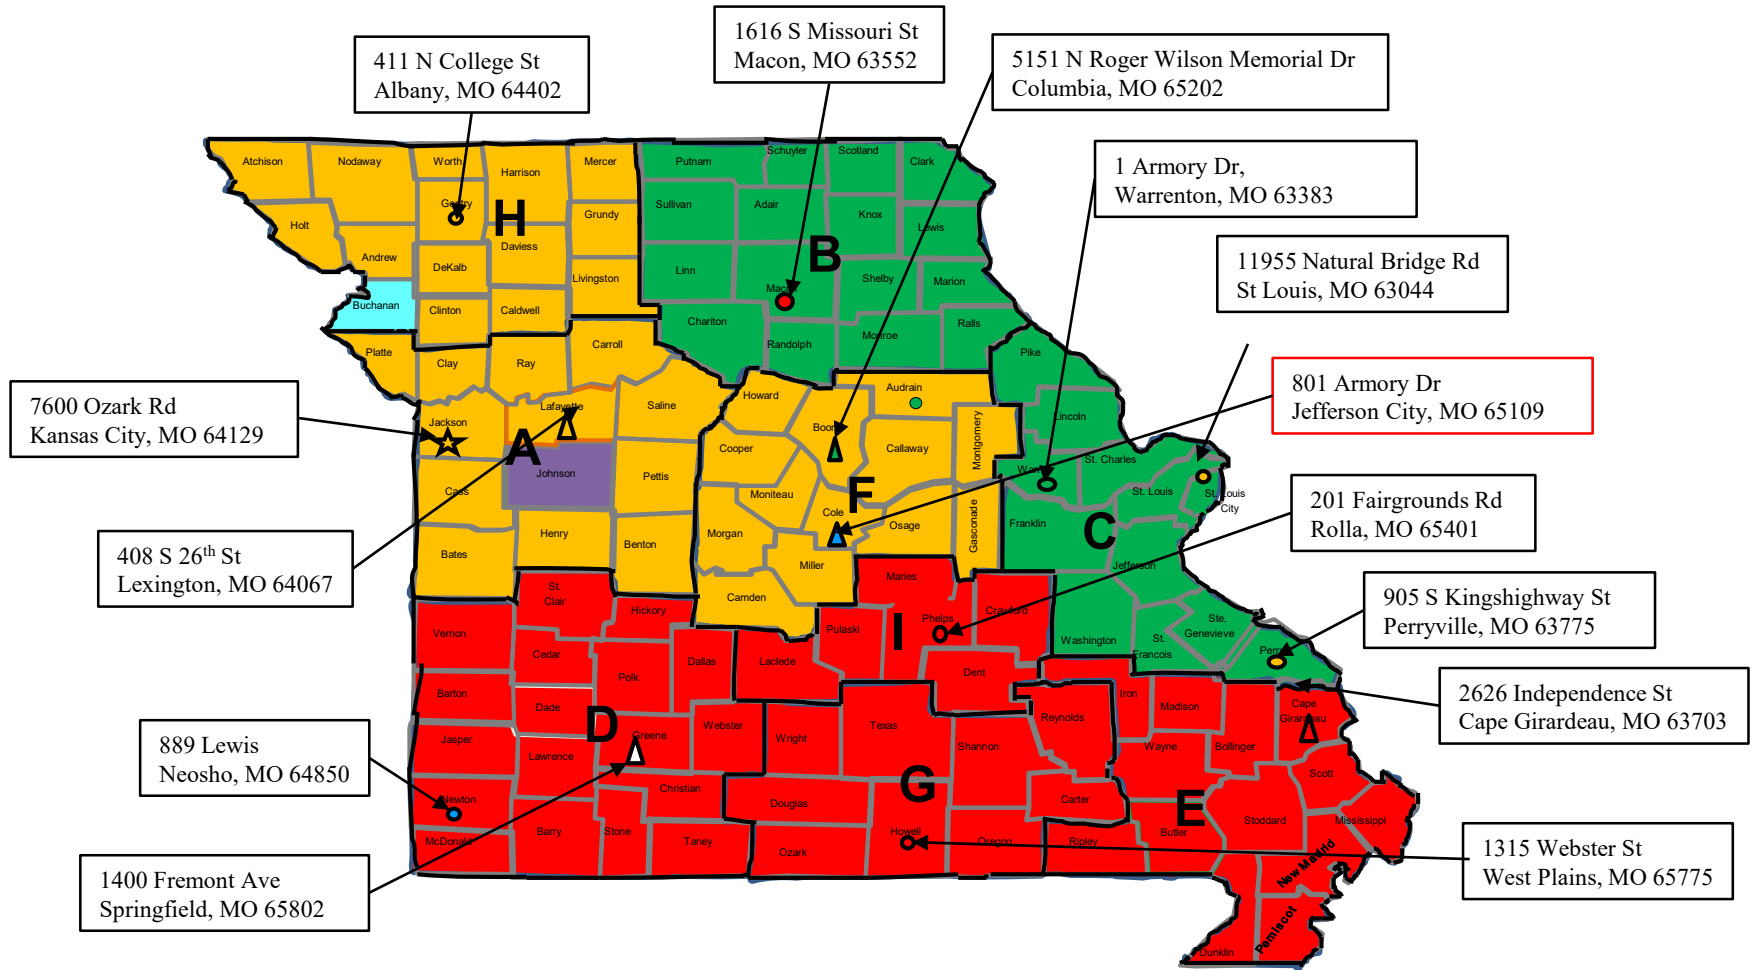 1616 S Missouri St
Macon, MO 63552
411 N College St
Albany, MO 64402
5151 N Roger Wilson Memorial Dr
Columbia, MO 65202
1 Armory Dr,
Warrenton, MO 63383
11955 Natural Bridge Rd
St Louis, MO 63044
801 Armory Dr
Jefferson City, MO 65109
7600 Ozark Rd
Kansas City, MO 64129
201 Fairgrounds Rd
Rolla, MO 65401
408 S 26th St
Lexington, MO 64067
905 S Kingshighway St
Perryville, MO 63775
2626 Independence St
Cape Girardeau, MO 63703
889 Lewis
Neosho, MO 64850
1315 Webster St
West Plains, MO 65775
1400 Fremont Ave
Springfield, MO 65802
Atchison
Nodaway
Worth
Harrison
Mercer
Putnam
Schuyler
Scotland
Clark
Holt
Gentry
H
Grundy
Sullivan
Adair
Knox
Lewis
Andrew
DeKalb
Daviess
Livingston
Linn
Macon
B
Shelby
Marion
Buchanan
Clinton
Caldwell
Chariton
Randolph
Monroe
Ralls
Platte
Clay
Ray
Carroll
Pike
Jackson
Lafayette
Saline
Howard
Audrain
Boone
Callaway
Montgomery
Lincoln
A
Johnson
Cooper
Warren
St. Charles
Cass
Pettis
Moniteau
F
Cole
Osage
Gasconade
Franklin
St. Louis
St. Louis
City
C
Bates
Henry
Benton
Morgan
Miller
Camden
Maries
Jefferson
Vernon
St.
Clair
Hickory
Pulaski
I
Phelps
Crawford
Washington
St.
Francois
Ste.
Genevieve
Perry
Cedar
Polk
Dallas
Laclede
Dent
Barton
Dade
Iron
Madison
Cape
Girardeau
Jasper
Lawrence
D
Greene
Webster
Wright
Texas
Shannon
Reynolds
Wayne
Bollinger
Scott
Newton
Christian
Douglas
G
Carter
E
Stoddard
Mississippi
McDonald
Barry
Stone
Taney
Ozark
Howell
Oregon
Ripley
Butler
New Madrid
Pemiscot
Dunklin